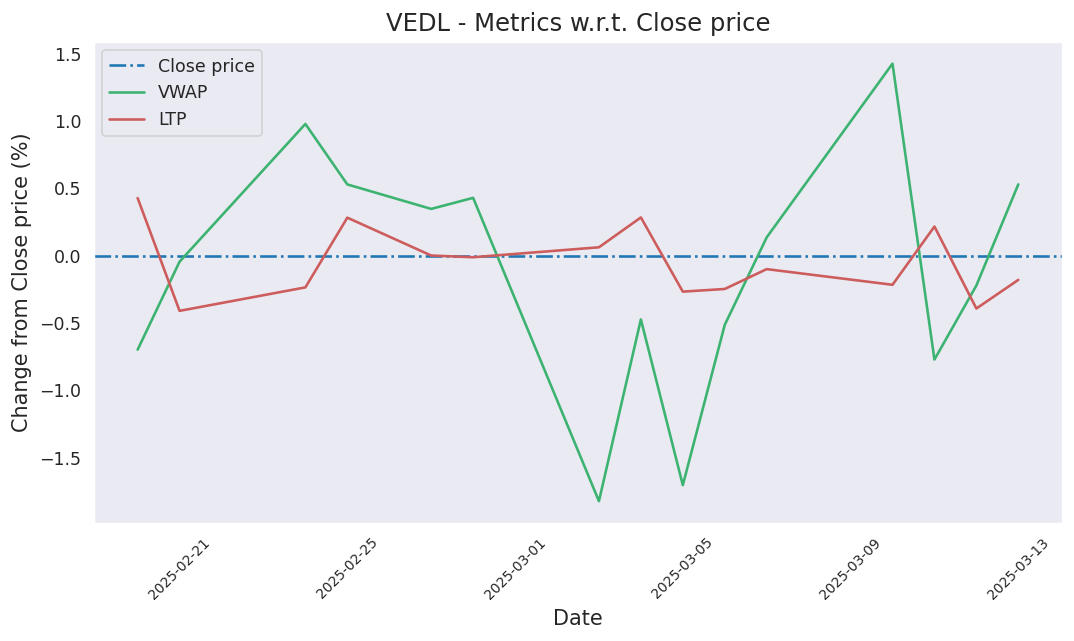 VEDL - Metrics w.r.t. Close price
Close price
VWAP
LTP
Change from Close price (%)
1.5
1.0
0.5
0.0
−0.5
−1.0
−1.5
2025-02-21
2025-02-25
2025-03-01
2025-03-05
2025-03-09
2025-03-13
Date